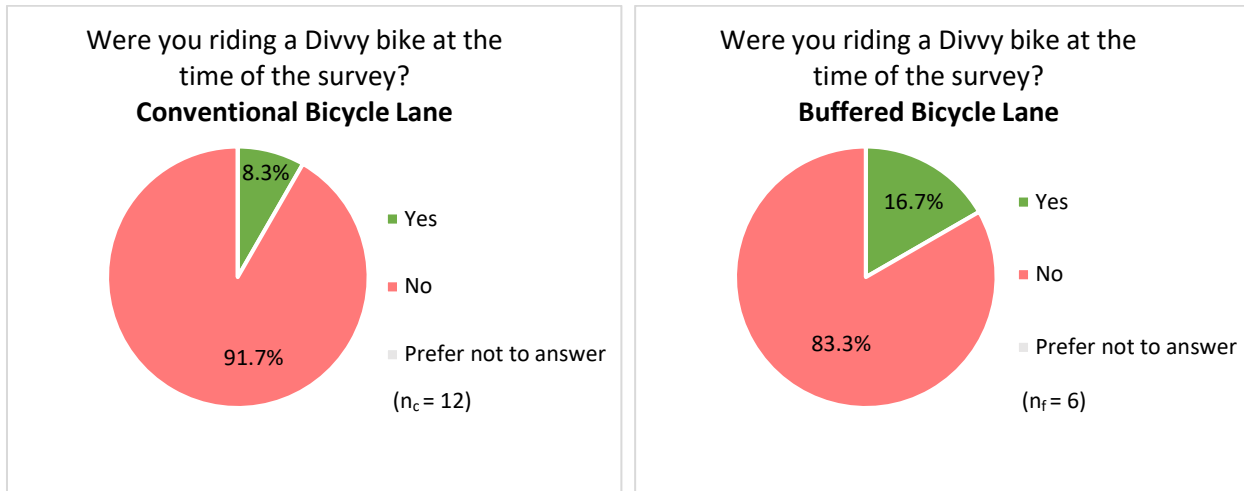 Were you riding a Divvy bike at the
time of the survey?
Conventional Bicycle Lane
8.3%
91.7%
Yes
No
Prefer not to answer
(nc = 12)
Were you riding a Divvy bike at the
time of the survey?
Buffered Bicycle Lane
16.7%
83.3%
Yes
No
Prefer not to answer
(nf = 6)